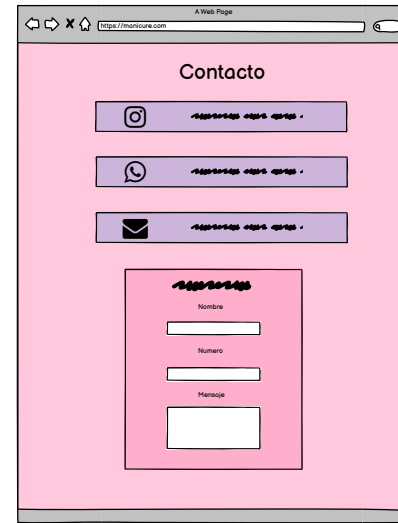 A Web Page
https://manicure.com
Contacto
Nombre
Numero
Mensaje